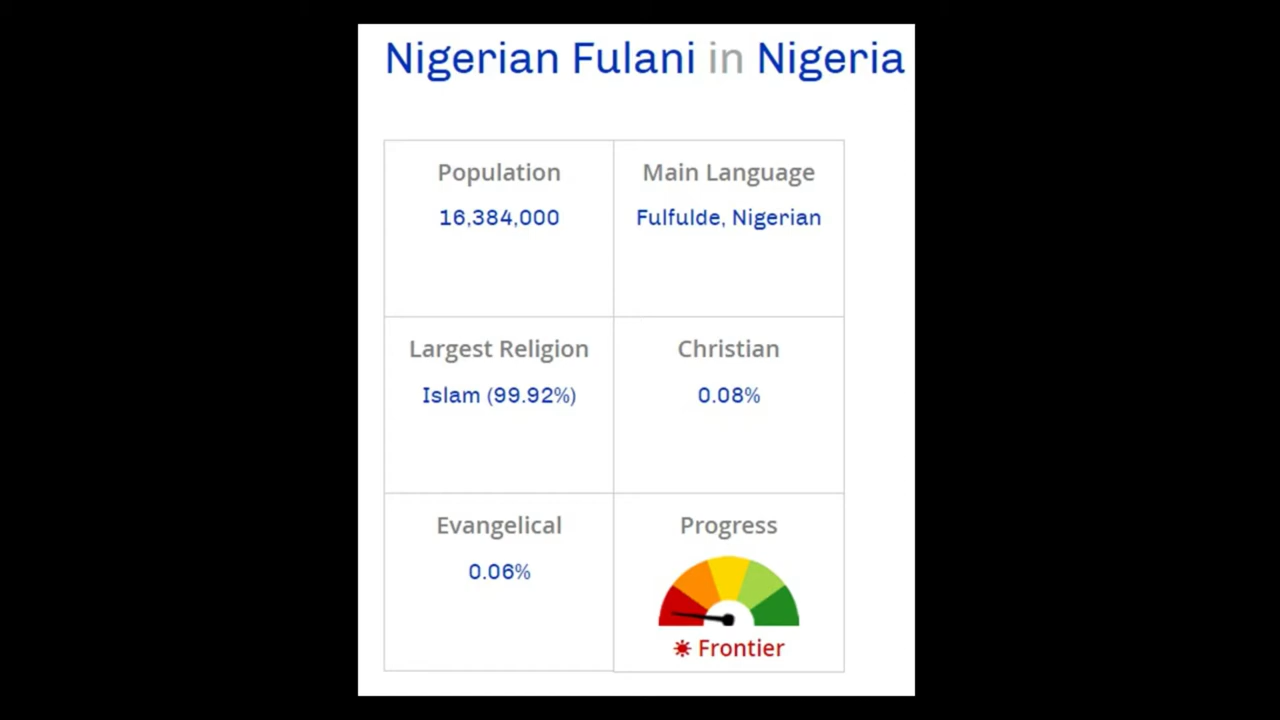 Nigerian Fulani in Nigeria
Population
16,384,000
Main Language
Fulfulde, Nigerian
Largest Religion
Islam (99.92%)
Christian
0.08%
Evangelical
0.06%
Progress
Frontier